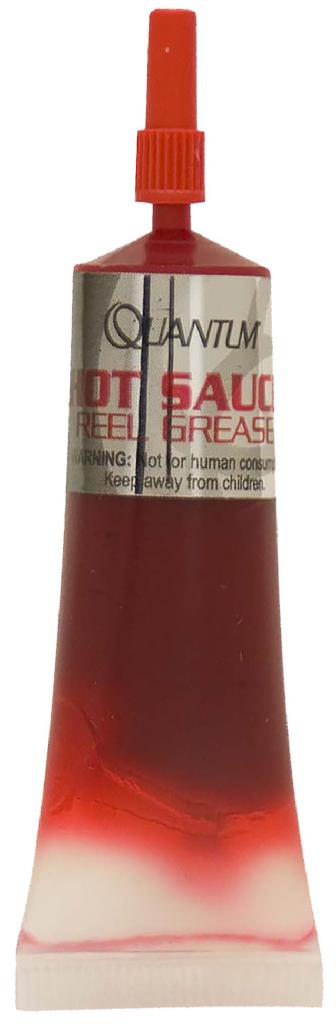 QUANTUM
HOT SAUC
REEL GREASE
WARNING: Not for human consump
Keep away from children.